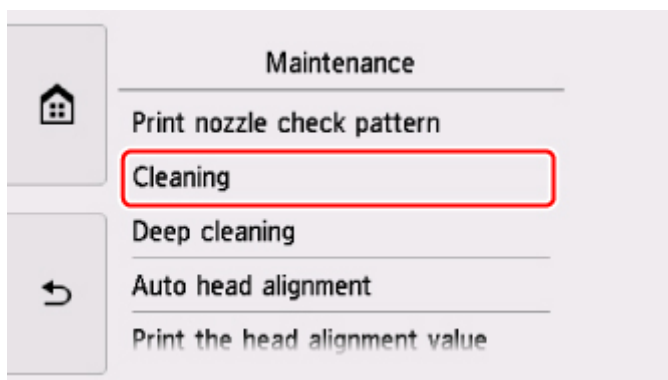 Maintenance
Print nozzle check pattern
Cleaning
Deep cleaning
Auto head alignment
Print the head alignment value